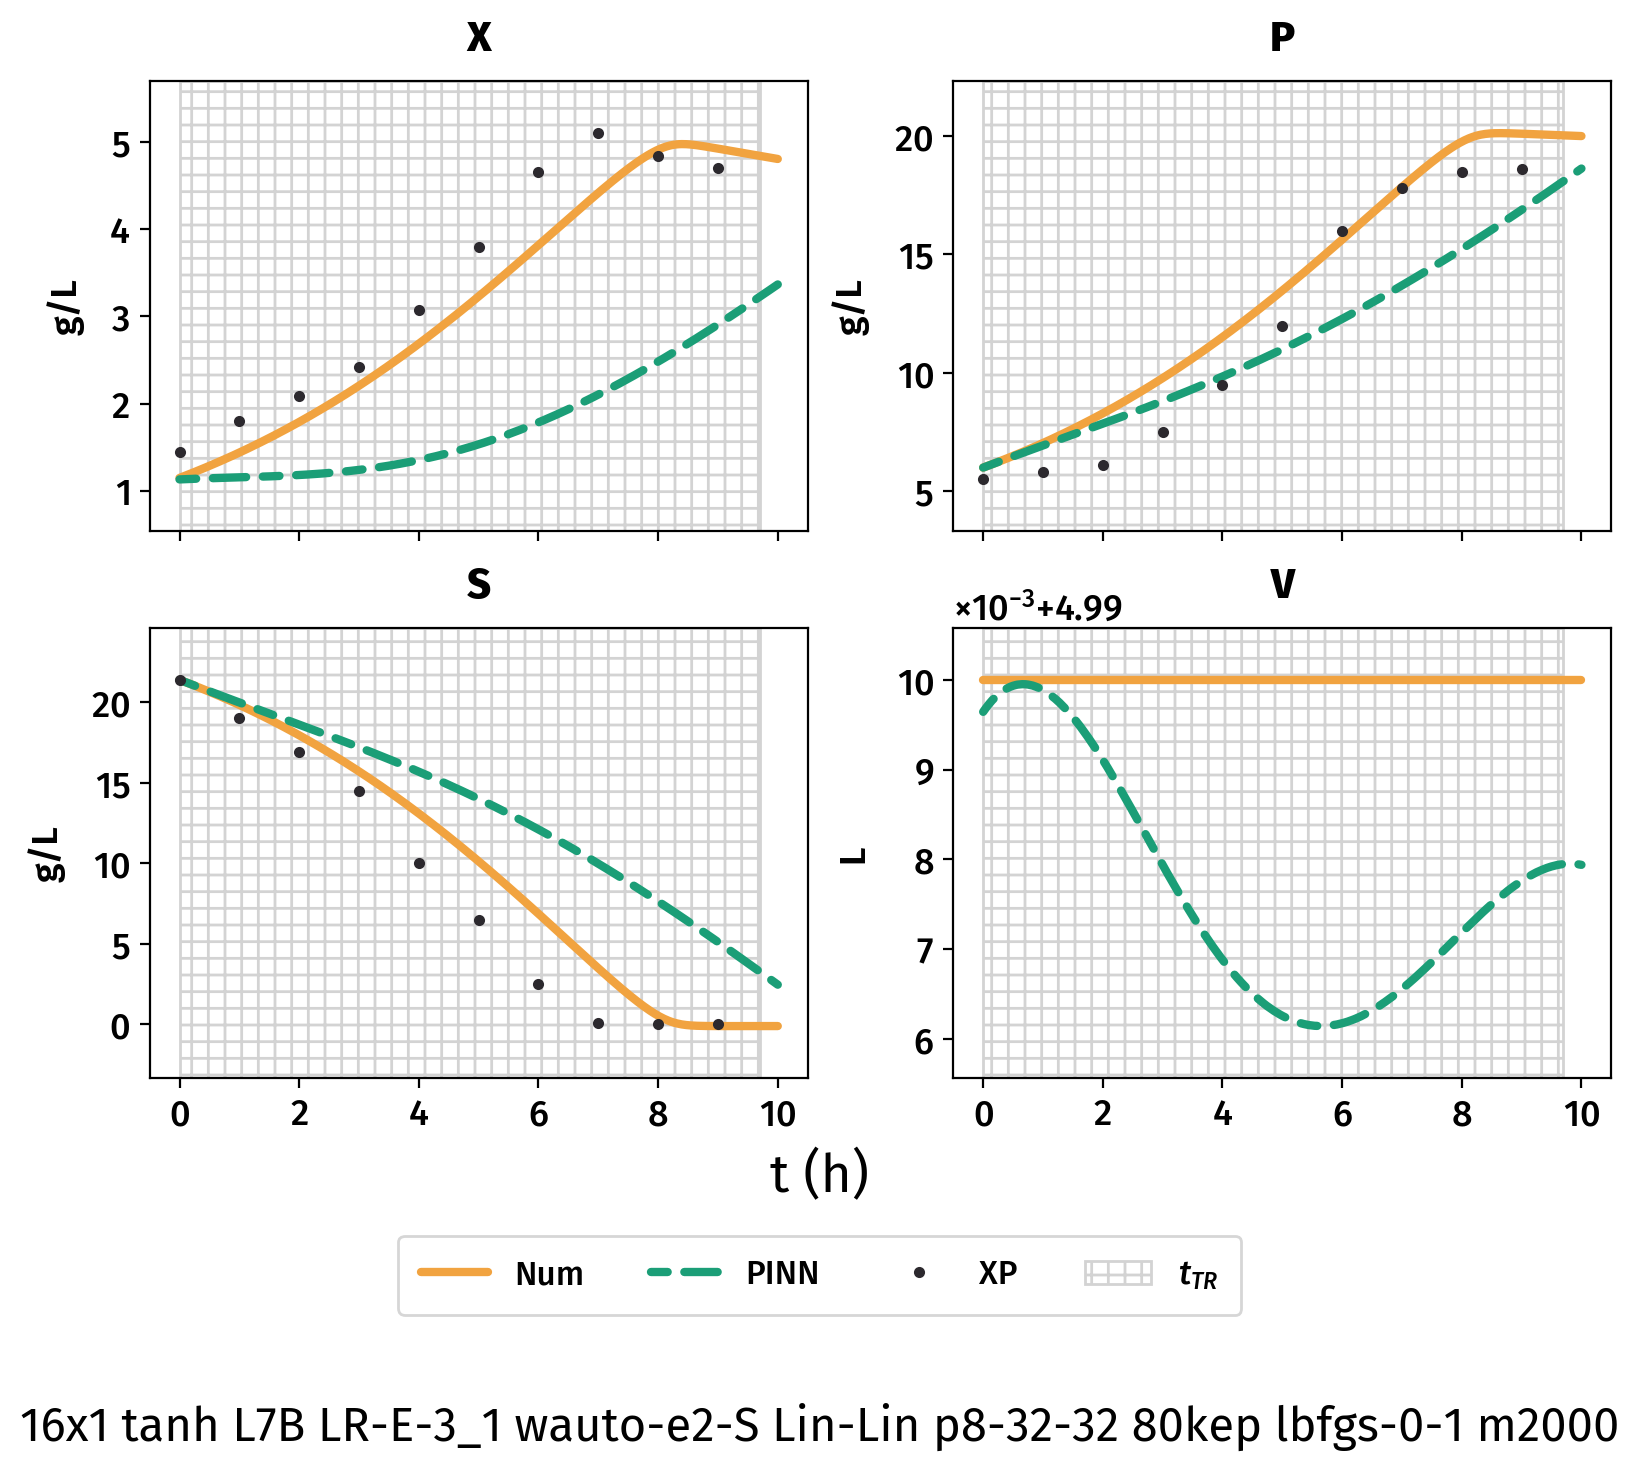 X
5
4
3
2
1
g/L
P
20
15
10
5
g/L
S
20
15
10
5
0
g/L
0 2 4 6 8 10
V
×10⁻³+4.99
10
9
8
7
6
L
0 2 4 6 8 10
t (h)
Num PINN XP t_TR
16x1 tanh L7B LR-E-3_1 wauto-e2-S Lin-Lin p8-32-32 80kep lbfgs-0-1 m2000